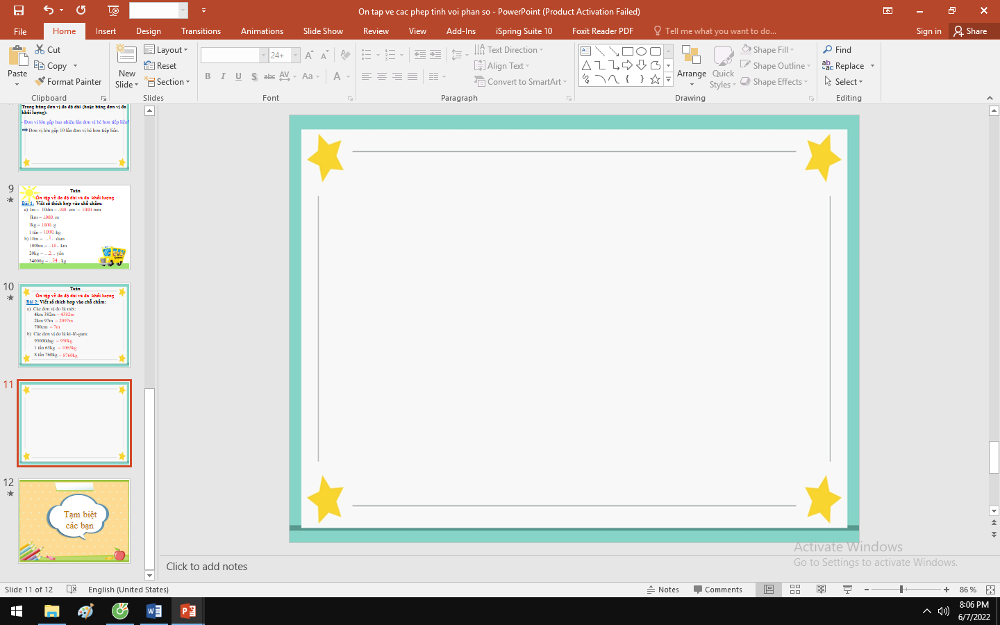 On tap ve cac phep tinh voi phan so - PowerPoint (Product Activation Failed)
File Home Insert Design Transitions Animations Slide Show Review View Add-Ins iSpring Suite 10 Foxit Reader PDF Tell me what you want to do... Sign in Share
Paste
Cut
Copy
Format Painter
Clipboard
New Slide
Layout
Reset
Section
Slides
24+
B I U S abc AV Aa A
Font
Text Direction
Align Text
Convert to SmartArt
Paragraph
Arrange
Quick Styles
Shape Fill
Shape Outline
Shape Effects
Drawing
Find
Replace
Select
Editing
Trong bảng đơn vị đo độ dài (hoặc bảng đơn vị đo
khối lượng):
- Đơn vị lớn gấp bao nhiêu lần đơn vị bé hơn tiếp liền?
Đơn vị lớn gấp 10 lần đơn vị bé hơn tiếp liền.
9
Toán
Ôn tập về đo độ dài và đo khối lượng
Bài 1: Viết số thích hợp vào chỗ chấm:
a) 1m = 10dm = .100. cm = 1000 mm
1km = .1000. m
1kg = .1000. g
1 tấn = .1000. kg
b) 10m = ...1... dam
100hm = ..10.. km
20kg = ...2... yến
34000g = ...34... kg
10
Toán
Ôn tập về đo độ dài và đo khối lượng
Bài 2: Viết số thích hợp vào chỗ chấm:
a) Các đơn vị đo là mét:
4km 382m = 4382m
2km 97m = 2097m
700cm = 7m
b) Các đơn vị đo là ki-lô-gam:
95000dag = 950kg
1 tấn 65kg = 1065kg
8 tấn 760kg = 8760kg
11
12
Tạm biệt
các bạn
Click to add notes
Activate Windows
Go to Settings to activate Windows.
Slide 11 of 12 English (United States) Notes Comments 86 %
8:06 PM
6/7/2022